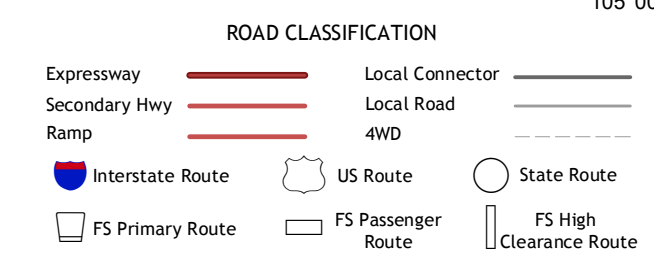 ROAD CLASSIFICATION
Expressway
Local Connector
Secondary Hwy
Local Road
Ramp
4WD
Interstate Route
US Route
State Route
FS Primary Route
FS Passenger
Route
FS High
Clearance Route